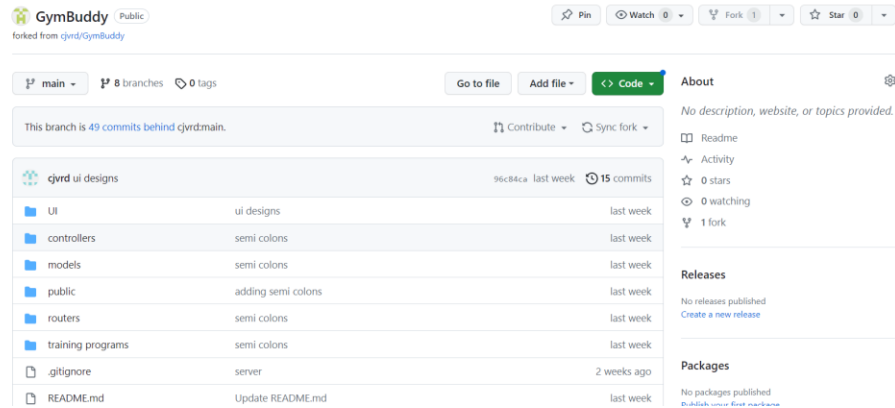 GymBuddy Public
Pin Watch 0 Fork 1 Star 0
forked from cjvrd/GymBuddy
main 8 branches 0 tags Go to file Add file <> Code
This branch is 49 commits behind cjvrd:main. Contribute Sync fork
cjvrd ui designs 96c84ca last week 15 commits
UI ui designs last week
controllers semi colons last week
models semi colons last week
public adding semi colons last week
routers semi colons last week
training programs semi colons last week
.gitignore server 2 weeks ago
README.md Update README.md last week
About
No description, website, or topics provided.
Readme
Activity
0 stars
0 watching
1 fork
Releases
No releases published
Create a new release
Packages
No packages published
Publish your first package